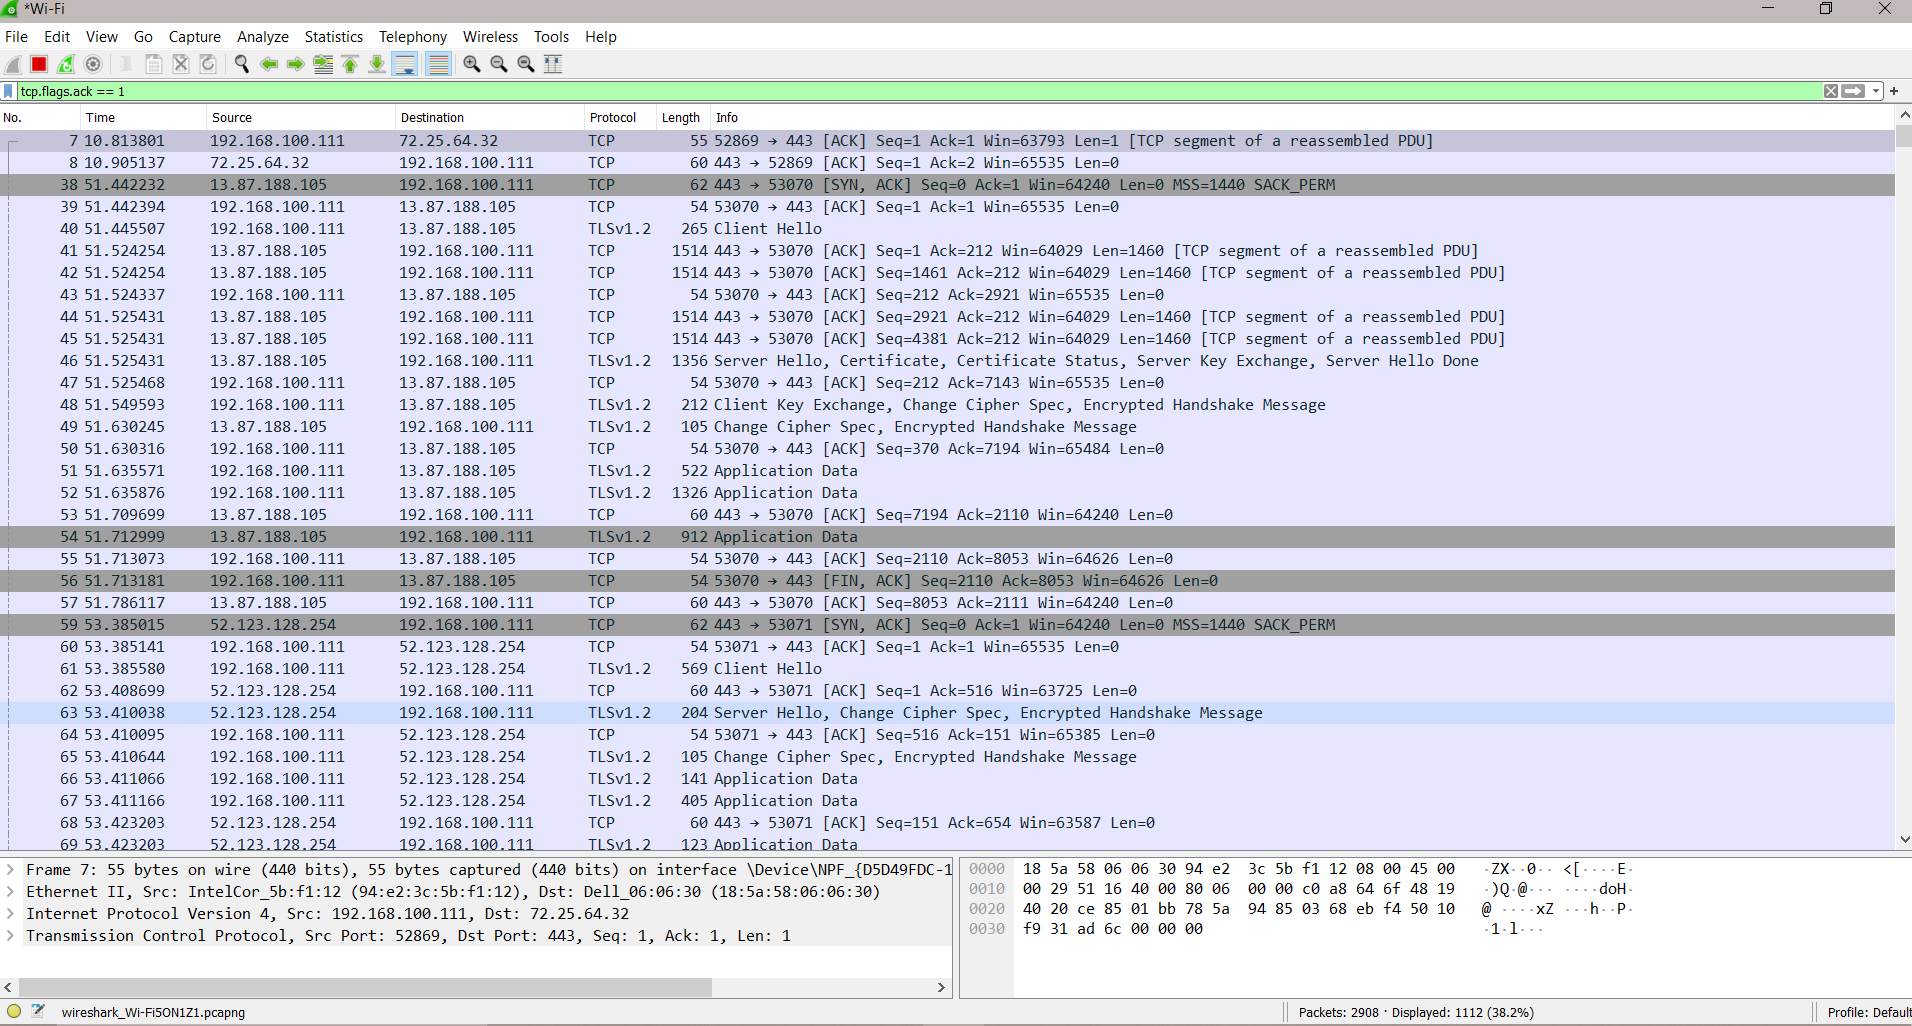 *Wi-Fi
File Edit View Go Capture Analyze Statistics Telephony Wireless Tools Help
tcp.flags.ack == 1
No. Time Source Destination Protocol Length Info
7 10.813801 192.168.100.111 72.25.64.32 TCP 55 52869 → 443 [ACK] Seq=1 Ack=1 Win=63793 Len=1 [TCP segment of a reassembled PDU]
8 10.905137 72.25.64.32 192.168.100.111 TCP 60 443 → 52869 [ACK] Seq=1 Ack=2 Win=65535 Len=0
38 51.442232 13.87.188.105 192.168.100.111 TCP 62 443 → 53070 [SYN, ACK] Seq=0 Ack=1 Win=64240 Len=0 MSS=1440 SACK_PERM
39 51.442394 192.168.100.111 13.87.188.105 TCP 54 53070 → 443 [ACK] Seq=1 Ack=1 Win=65535 Len=0
40 51.445507 192.168.100.111 13.87.188.105 TLSv1.2 265 Client Hello
41 51.524254 13.87.188.105 192.168.100.111 TCP 1514 443 → 53070 [ACK] Seq=1 Ack=212 Win=64029 Len=1460 [TCP segment of a reassembled PDU]
42 51.524254 13.87.188.105 192.168.100.111 TCP 1514 443 → 53070 [ACK] Seq=1461 Ack=212 Win=64029 Len=1460 [TCP segment of a reassembled PDU]
43 51.524337 192.168.100.111 13.87.188.105 TCP 54 53070 → 443 [ACK] Seq=212 Ack=2921 Win=65535 Len=0
44 51.525431 13.87.188.105 192.168.100.111 TCP 1514 443 → 53070 [ACK] Seq=2921 Ack=212 Win=64029 Len=1460 [TCP segment of a reassembled PDU]
45 51.525431 13.87.188.105 192.168.100.111 TCP 1514 443 → 53070 [ACK] Seq=4381 Ack=212 Win=64029 Len=1460 [TCP segment of a reassembled PDU]
46 51.525431 13.87.188.105 192.168.100.111 TLSv1.2 1356 Server Hello, Certificate, Certificate Status, Server Key Exchange, Server Hello Done
47 51.525468 192.168.100.111 13.87.188.105 TCP 54 53070 → 443 [ACK] Seq=212 Ack=7143 Win=65535 Len=0
48 51.549593 192.168.100.111 13.87.188.105 TLSv1.2 212 Client Key Exchange, Change Cipher Spec, Encrypted Handshake Message
49 51.630245 13.87.188.105 192.168.100.111 TLSv1.2 105 Change Cipher Spec, Encrypted Handshake Message
50 51.630316 192.168.100.111 13.87.188.105 TCP 54 53070 → 443 [ACK] Seq=370 Ack=7194 Win=65484 Len=0
51 51.635571 192.168.100.111 13.87.188.105 TLSv1.2 522 Application Data
52 51.635876 192.168.100.111 13.87.188.105 TLSv1.2 1326 Application Data
53 51.709699 13.87.188.105 192.168.100.111 TCP 60 443 → 53070 [ACK] Seq=7194 Ack=2110 Win=64240 Len=0
54 51.712999 13.87.188.105 192.168.100.111 TLSv1.2 912 Application Data
55 51.713073 192.168.100.111 13.87.188.105 TCP 54 53070 → 443 [ACK] Seq=2110 Ack=8053 Win=64626 Len=0
56 51.713181 192.168.100.111 13.87.188.105 TCP 54 53070 → 443 [FIN, ACK] Seq=2110 Ack=8053 Win=64626 Len=0
57 51.786117 13.87.188.105 192.168.100.111 TCP 60 443 → 53070 [ACK] Seq=8053 Ack=2111 Win=64240 Len=0
59 53.385015 52.123.128.254 192.168.100.111 TCP 62 443 → 53071 [SYN, ACK] Seq=0 Ack=1 Win=64240 Len=0 MSS=1440 SACK_PERM
60 53.385141 192.168.100.111 52.123.128.254 TCP 54 53071 → 443 [ACK] Seq=1 Ack=1 Win=65535 Len=0
61 53.385580 192.168.100.111 52.123.128.254 TLSv1.2 569 Client Hello
62 53.408699 52.123.128.254 192.168.100.111 TCP 60 443 → 53071 [ACK] Seq=1 Ack=516 Win=63725 Len=0
63 53.410038 52.123.128.254 192.168.100.111 TLSv1.2 204 Server Hello, Change Cipher Spec, Encrypted Handshake Message
64 53.410095 192.168.100.111 52.123.128.254 TCP 54 53071 → 443 [ACK] Seq=516 Ack=151 Win=65385 Len=0
65 53.410644 192.168.100.111 52.123.128.254 TLSv1.2 105 Change Cipher Spec, Encrypted Handshake Message
66 53.411066 192.168.100.111 52.123.128.254 TLSv1.2 141 Application Data
67 53.411166 192.168.100.111 52.123.128.254 TLSv1.2 405 Application Data
68 53.423203 52.123.128.254 192.168.100.111 TCP 60 443 → 53071 [ACK] Seq=151 Ack=654 Win=63587 Len=0
69 53.423203 52.123.128.254 192.168.100.111 TLSv1.2 123 Application Data
Frame 7: 55 bytes on wire (440 bits), 55 bytes captured (440 bits) on interface \Device\NPF_{D5D49FDC-1
Ethernet II, Src: IntelCor_5b:f1:12 (94:e2:3c:5b:f1:12), Dst: Dell_06:06:30 (18:5a:58:06:06:30)
Internet Protocol Version 4, Src: 192.168.100.111, Dst: 72.25.64.32
Transmission Control Protocol, Src Port: 52869, Dst Port: 443, Seq: 1, Ack: 1, Len: 1
0000 18 5a 58 06 06 30 94 e2 3c 5b f1 12 08 00 45 00 ·ZX··0·· <[····E·
0010 00 29 51 16 40 00 80 06 00 00 c0 a8 64 6f 48 19 ·)Q·@··· ····doH·
0020 40 20 ce 85 01 bb 78 5a 94 85 03 68 eb f4 50 10 @ ····xZ ···h··P·
0030 f9 31 ad 6c 00 00 00 ·1·l···
wireshark_Wi-Fi5ON1Z1.pcapng
Packets: 2908 · Displayed: 1112 (38.2%)
Profile: Default